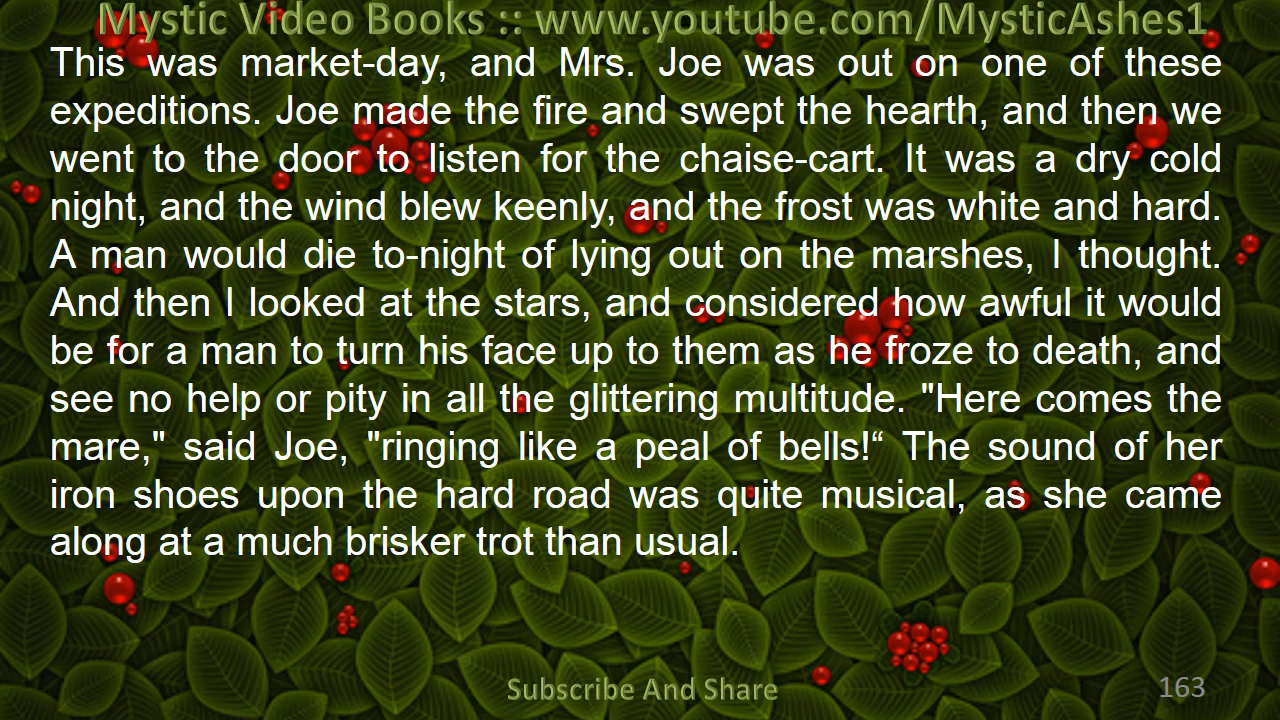 Mystic Video Books :: www.youtube.com/MysticAshes1
This was market-day, and Mrs. Joe was out on one of these
expeditions. Joe made the fire and swept the hearth, and then we
went to the door to listen for the chaise-cart. It was a dry cold
night, and the wind blew keenly, and the frost was white and hard.
A man would die to-night of lying out on the marshes, I thought.
And then I looked at the stars, and considered how awful it would
be for a man to turn his face up to them as he froze to death, and
see no help or pity in all the glittering multitude. "Here comes the
mare," said Joe, "ringing like a peal of bells!“ The sound of her
iron shoes upon the hard road was quite musical, as she came
along at a much brisker trot than usual.
Subscribe And Share
163